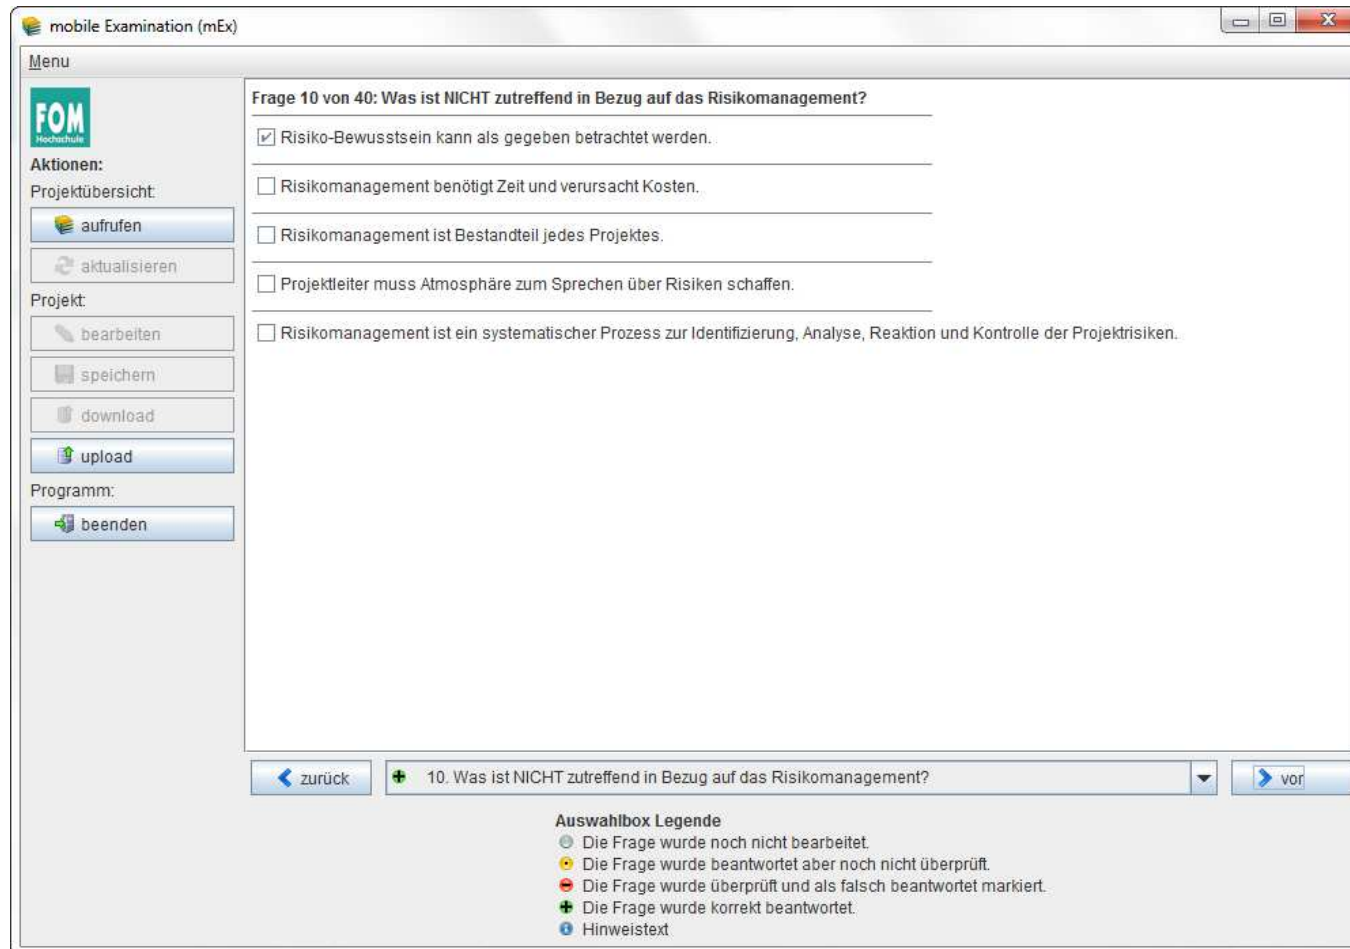 mobile Examination (mEx)
Menu
FOM
Hochschule
Aktionen:
Projektübersicht:
aufrufen
aktualisieren
Projekt:
bearbeiten
speichern
download
upload
Programm:
beenden
Frage 10 von 40: Was ist NICHT zutreffend in Bezug auf das Risikomanagement?
Risiko-Bewusstsein kann als gegeben betrachtet werden.
Risikomanagement benötigt Zeit und verursacht Kosten.
Risikomanagement ist Bestandteil jedes Projektes.
Projektleiter muss Atmosphäre zum Sprechen über Risiken schaffen.
Risikomanagement ist ein systematischer Prozess zur Identifizierung, Analyse, Reaktion und Kontrolle der Projektrisiken.
zurück
10. Was ist NICHT zutreffend in Bezug auf das Risikomanagement?
vor
Auswahlbox Legende
Die Frage wurde noch nicht bearbeitet.
Die Frage wurde beantwortet aber noch nicht überprüft.
Die Frage wurde überprüft und als falsch beantwortet markiert.
Die Frage wurde korrekt beantwortet.
Hinweistext